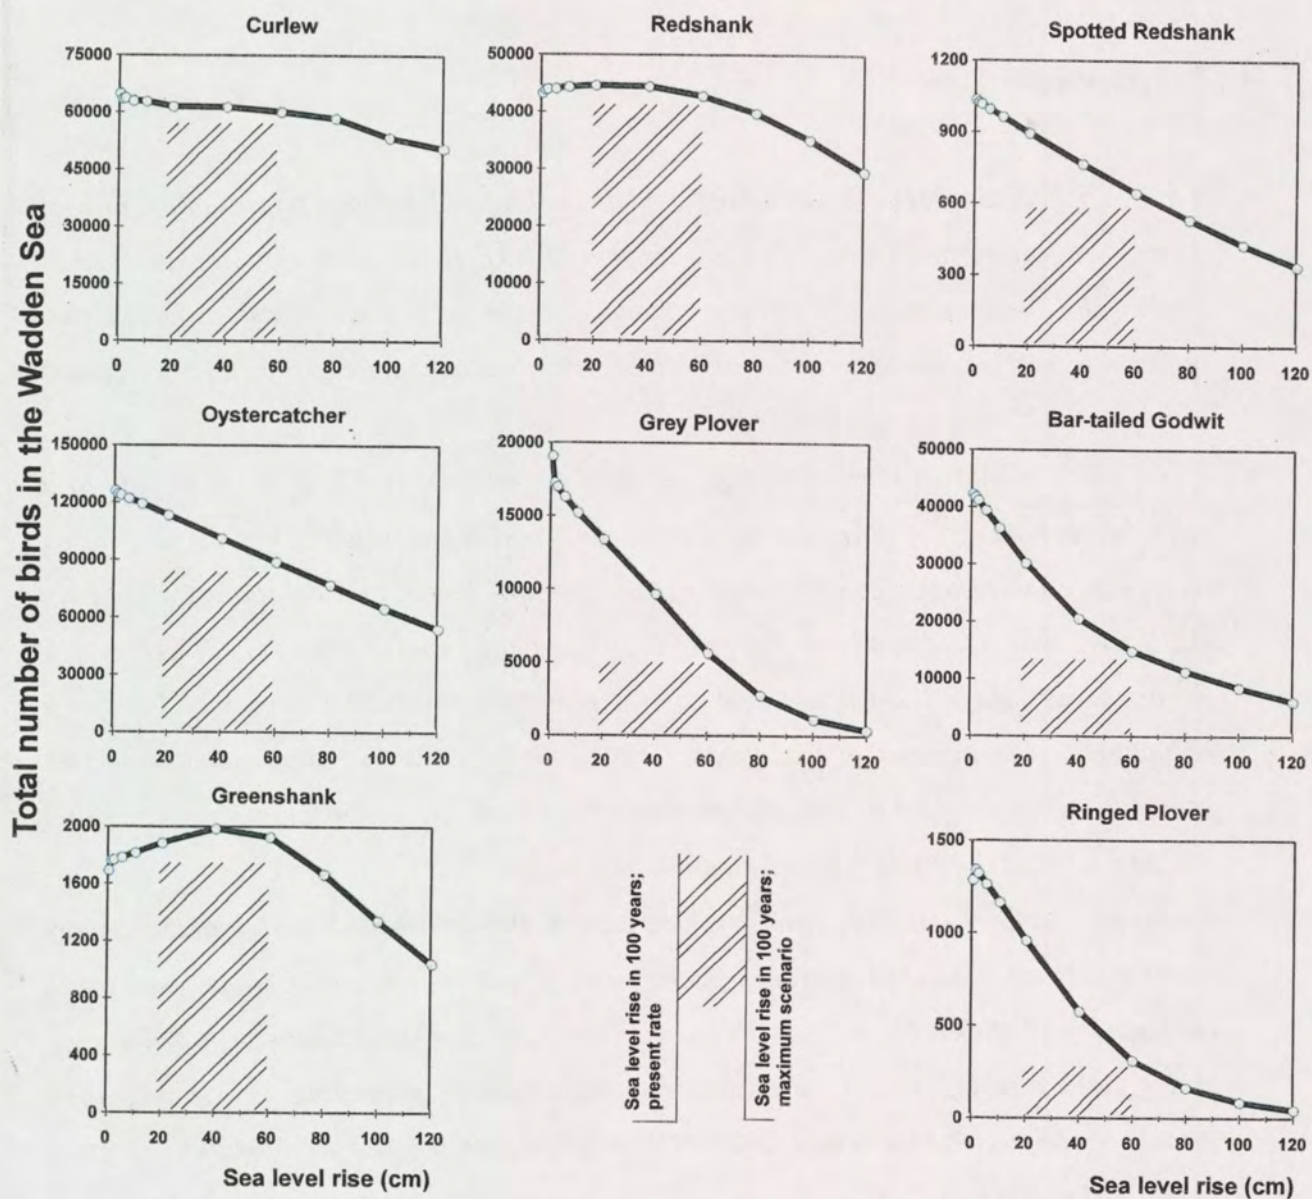 Total number of birds in the Wadden Sea
Curlew
75000
60000
45000
30000
15000
0
0 20 40 60 80 100 120
Redshank
50000
40000
30000
20000
10000
0
0 20 40 60 80 100 120
Spotted Redshank
1200
900
600
300
0
0 20 40 60 80 100 120
Oystercatcher
150000
120000
90000
60000
30000
0
0 20 40 60 80 100 120
Grey Plover
20000
15000
10000
5000
0
0 20 40 60 80 100 120
Bar-tailed Godwit
50000
40000
30000
20000
10000
0
0 20 40 60 80 100 120
Greenshank
2000
1600
1200
800
400
0
0 20 40 60 80 100 120
Sea level rise (cm)
Sea level rise in 100 years;
present rate
Sea level rise in 100 years;
maximum scenario
Ringed Plover
1500
1000
500
0
0 20 40 60 80 100 120
Sea level rise (cm)